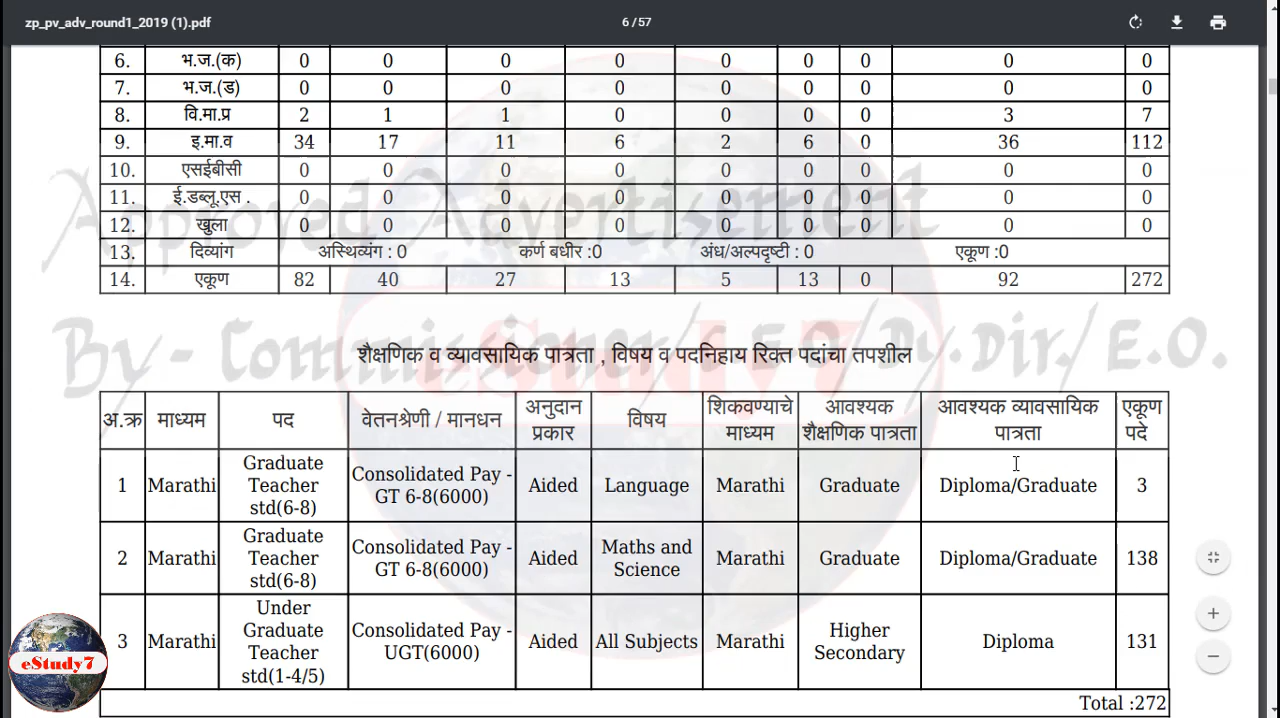 zp_pv_adv_round1_2019 (1).pdf 6 / 57
6. भ.ज.(क) 0 0 0 0 0 0 0 0 0
7. भ.ज.(ड) 0 0 0 0 0 0 0 0 0
8. वि.मा.प्र 2 1 1 0 0 0 0 3 7
9. इ.मा.व 34 17 11 6 2 6 0 36 112
10. एसईबीसी 0 0 0 0 0 0 0 0 0
11. ई.डब्लू.एस . 0 0 0 0 0 0 0 0 0
12. खुला 0 0 0 0 0 0 0 0 0
13. दिव्यांग अस्थिव्यंग : 0 कर्ण बधीर :0 अंध/अल्पदृष्टी : 0 एकूण :0
14. एकूण 82 40 27 13 5 13 0 92 272
Approved Advertisement
By- Commissioner/C.E.O/Dy.Dir./E.O.
शैक्षणिक व व्यावसायिक पात्रता , विषय व पदनिहाय रिक्त पदांचा तपशील
अ.क्र माध्यम पद वेतनश्रेणी / मानधन अनुदान प्रकार विषय शिकवण्याचे माध्यम आवश्यक शैक्षणिक पात्रता आवश्यक व्यावसायिक पात्रता एकूण पदे
1 Marathi Graduate Teacher std(6-8) Consolidated Pay - GT 6-8(6000) Aided Language Marathi Graduate Diploma/Graduate 3
2 Marathi Graduate Teacher std(6-8) Consolidated Pay - GT 6-8(6000) Aided Maths and Science Marathi Graduate Diploma/Graduate 138
3 Marathi Under Graduate Teacher std(1-4/5) Consolidated Pay - UGT(6000) Aided All Subjects Marathi Higher Secondary Diploma 131
Total :272
eStudy7
eStudy7